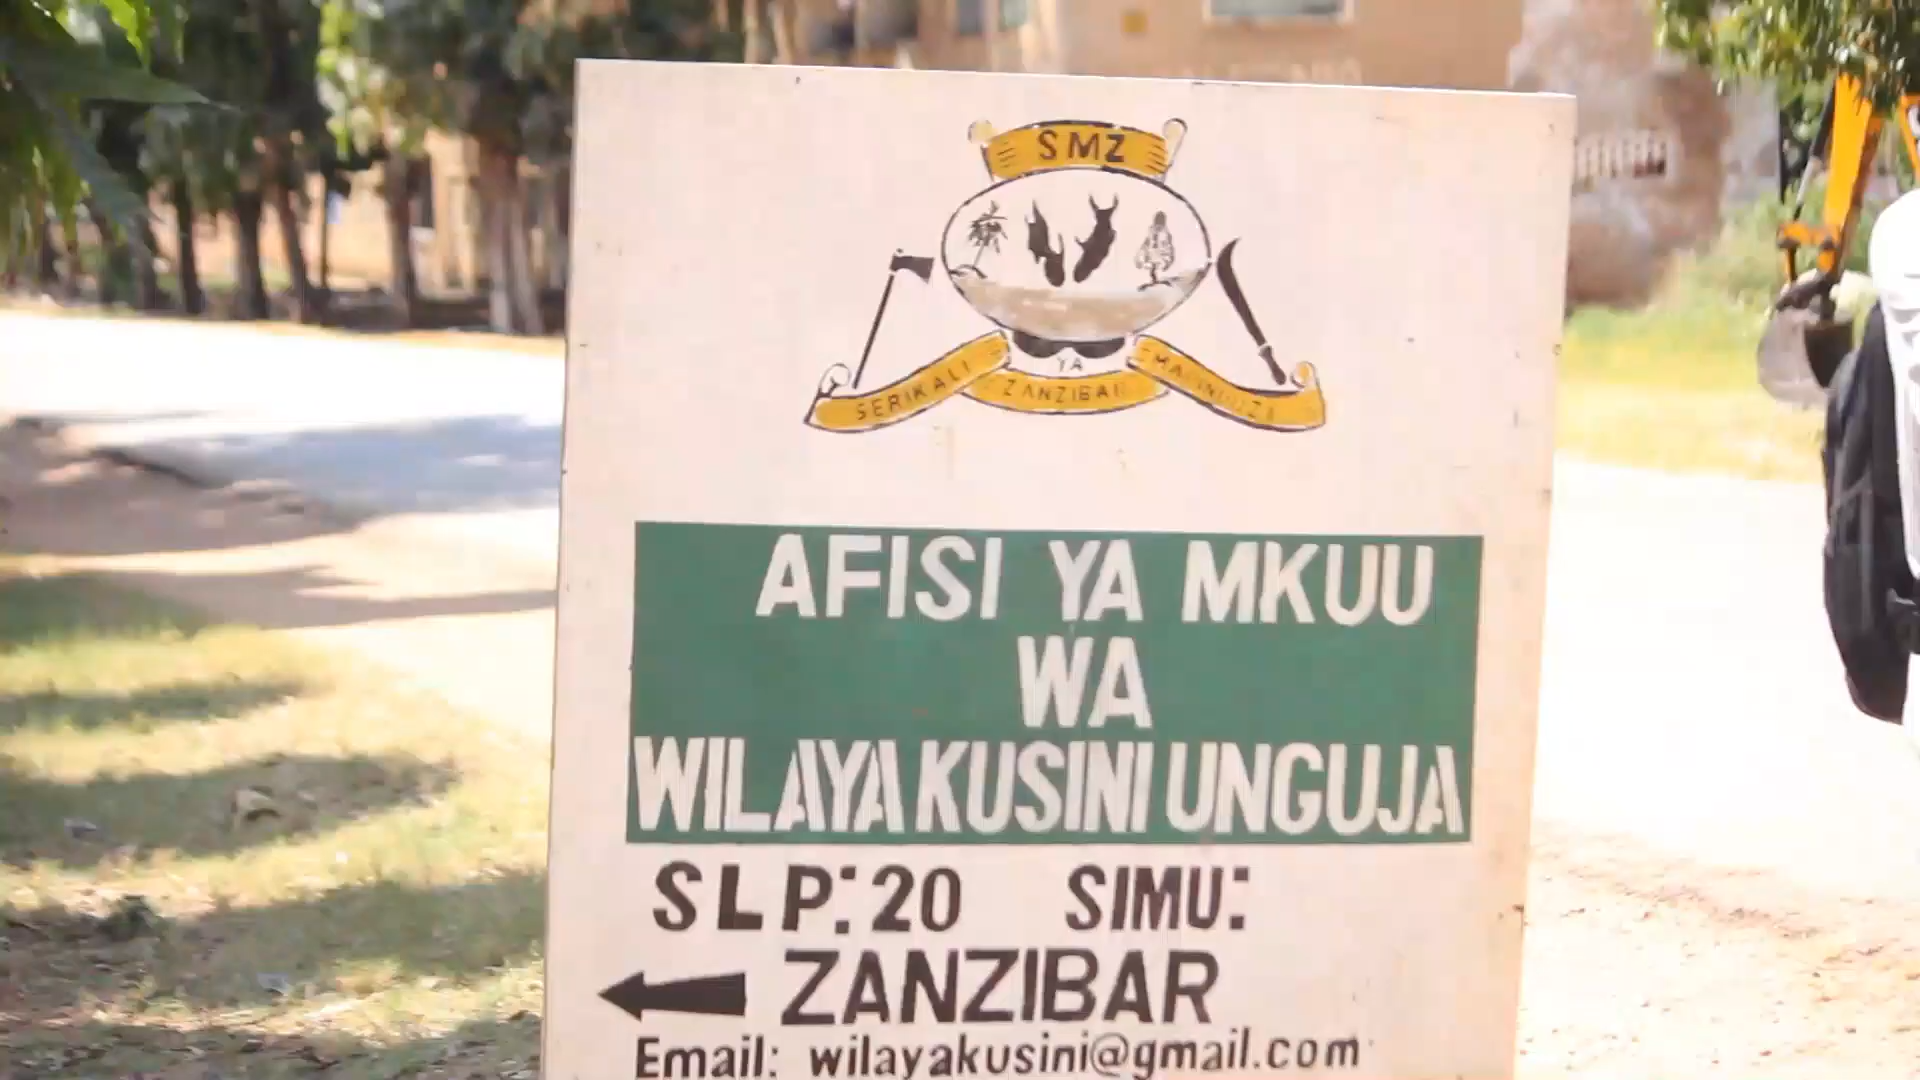 SMZ
SERIKALI YA MAPINDUZI
ZANZIBAR
AFISI YA MKUU
WA
WILAYA KUSINI UNGUJA
SLP: 20 SIMU:
ZANZIBAR
Email: wilayakusini@gmail.com